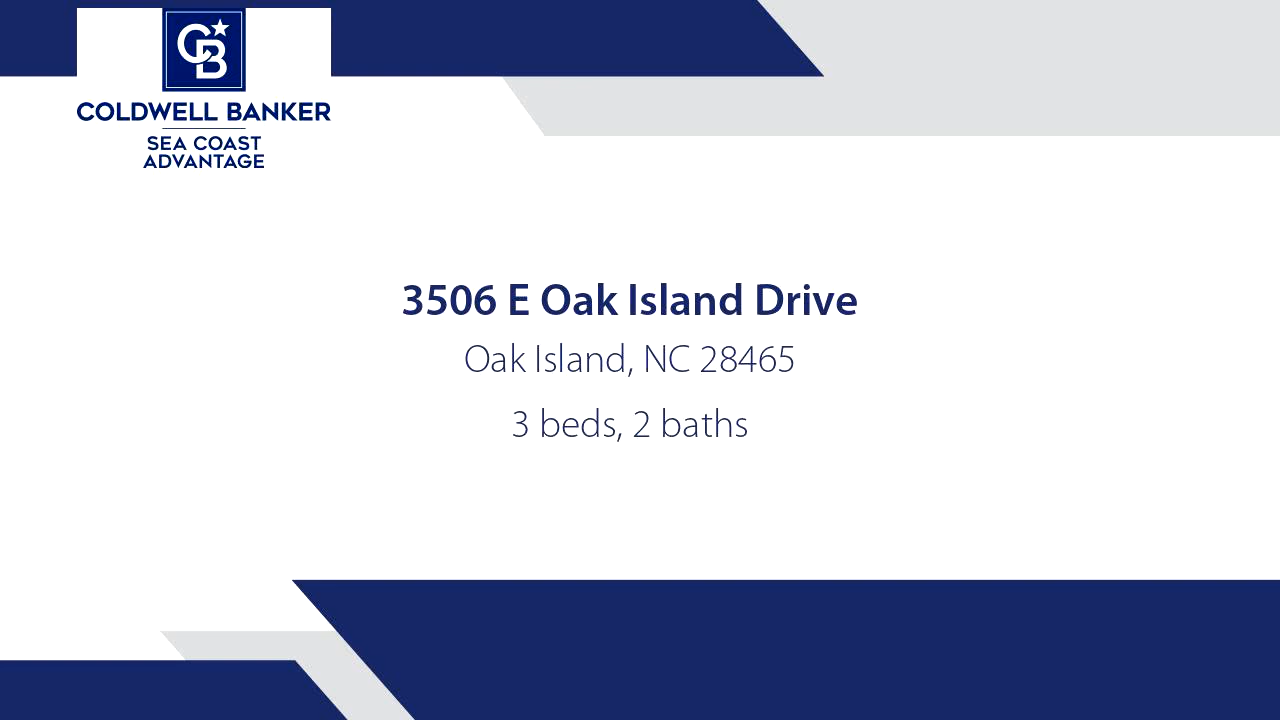 CB
COLDWELL BANKER
SEA COAST
ADVANTAGE
3506 E Oak Island Drive
Oak Island, NC 28465
3 beds, 2 baths